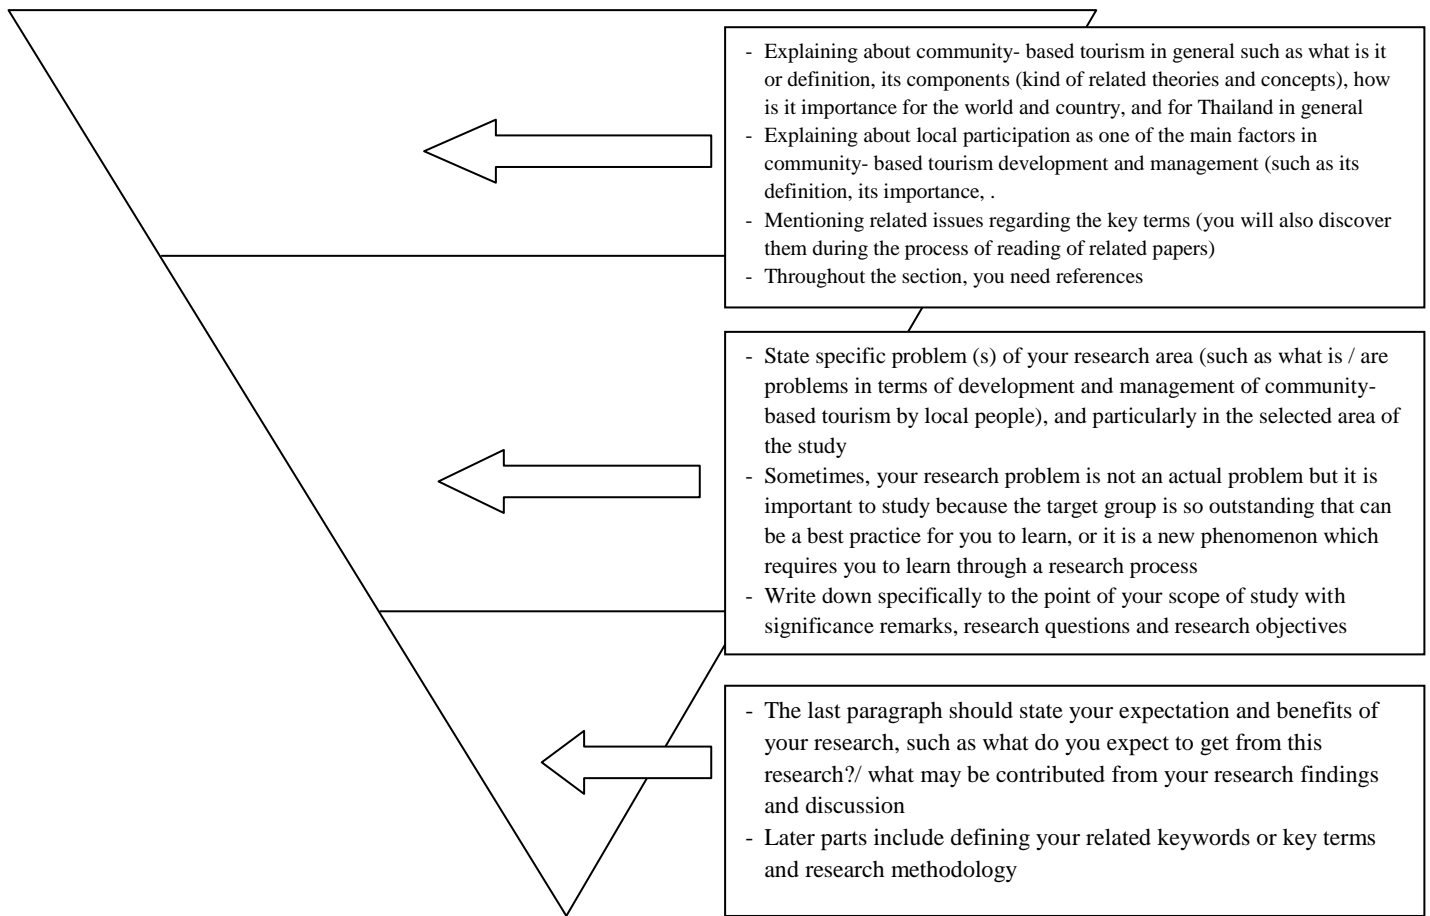 - Explaining about community- based tourism in general such as what is it
or definition, its components (kind of related theories and concepts), how
is it importance for the world and country, and for Thailand in general
- Explaining about local participation as one of the main factors in
community- based tourism development and management (such as its
definition, its importance, .
- Mentioning related issues regarding the key terms (you will also discover
them during the process of reading of related papers)
- Throughout the section, you need references
- State specific problem (s) of your research area (such as what is / are
problems in terms of development and management of community-
based tourism by local people), and particularly in the selected area of
the study
- Sometimes, your research problem is not an actual problem but it is
important to study because the target group is so outstanding that can
be a best practice for you to learn, or it is a new phenomenon which
requires you to learn through a research process
- Write down specifically to the point of your scope of study with
significance remarks, research questions and research objectives
- The last paragraph should state your expectation and benefits of
your research, such as what do you expect to get from this
research?/ what may be contributed from your research findings
and discussion
- Later parts include defining your related keywords or key terms
and research methodology